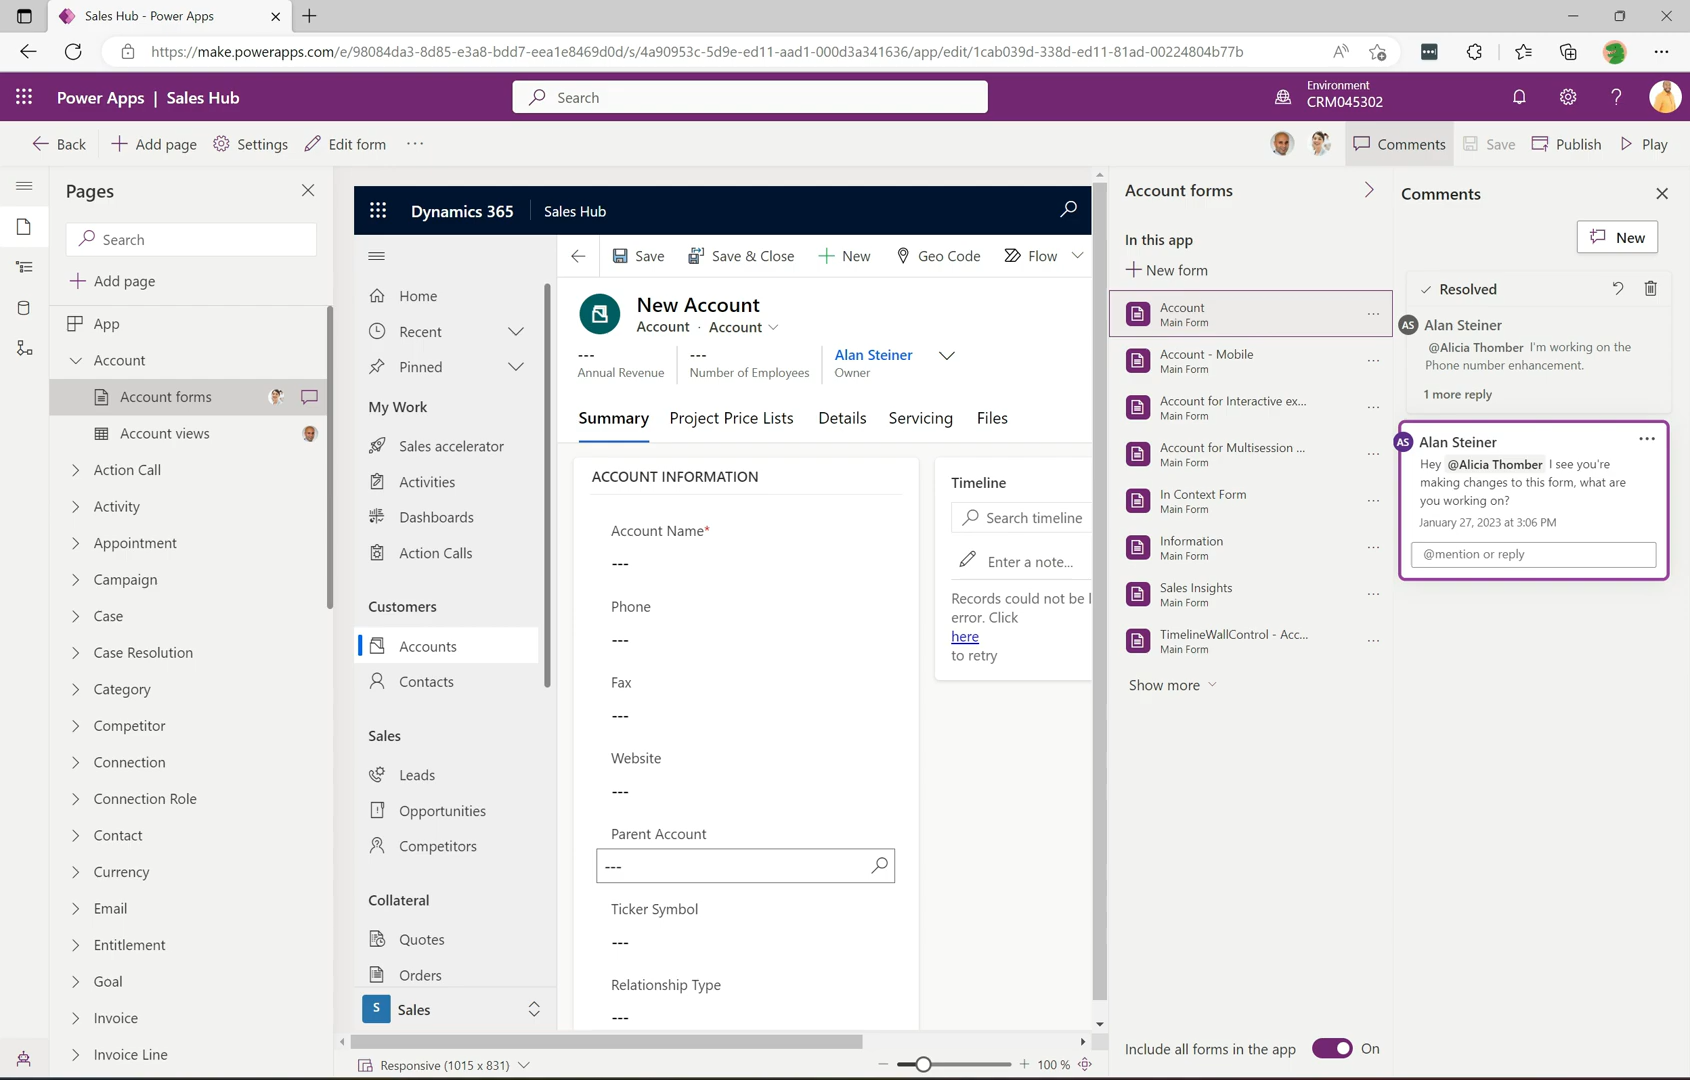 Sales Hub - Power Apps
https://make.powerapps.com/e/98084da3-8d85-e3a8-bdd7-eea1e8469d0d/s/4a90953c-5d9e-ed11-aad1-000d3a341636/app/edit/1cab039d-338d-ed11-81ad-00224804b77b
Power Apps | Sales Hub
Search
Environment
CRM045302
Back
Add page
Settings
Edit form
Comments
Save
Publish
Play
Pages
Search
Add page
App
Account
Account forms
Account views
Action Call
Activity
Appointment
Campaign
Case
Case Resolution
Category
Competitor
Connection
Connection Role
Contact
Currency
Email
Entitlement
Goal
Invoice
Invoice Line
Dynamics 365
Sales Hub
Home
Recent
Pinned
My Work
Sales accelerator
Activities
Dashboards
Action Calls
Customers
Accounts
Contacts
Sales
Leads
Opportunities
Competitors
Collateral
Quotes
Orders
S Sales
Save
Save & Close
New
Geo Code
Flow
New Account
Account · Account
---
Annual Revenue
---
Number of Employees
Alan Steiner
Owner
Summary
Project Price Lists
Details
Servicing
Files
ACCOUNT INFORMATION
Account Name*
---
Phone
---
Fax
---
Website
---
Parent Account
---
Ticker Symbol
---
Relationship Type
---
Timeline
Search timeline
Enter a note...
Records could not be l
error. Click
here
to retry
Responsive (1015 x 831)
100 %
Account forms
In this app
New form
Account
Main Form
Account - Mobile
Main Form
Account for Interactive ex...
Main Form
Account for Multisession ...
Main Form
In Context Form
Main Form
Information
Main Form
Sales Insights
Main Form
TimelineWallControl - Acc...
Main Form
Show more
Include all forms in the app
On
Comments
New
Resolved
AS Alan Steiner
@Alicia Thomber I'm working on the
Phone number enhancement.
1 more reply
AS Alan Steiner
Hey @Alicia Thomber I see you're
making changes to this form, what are
you working on?
January 27, 2023 at 3:06 PM
@mention or reply